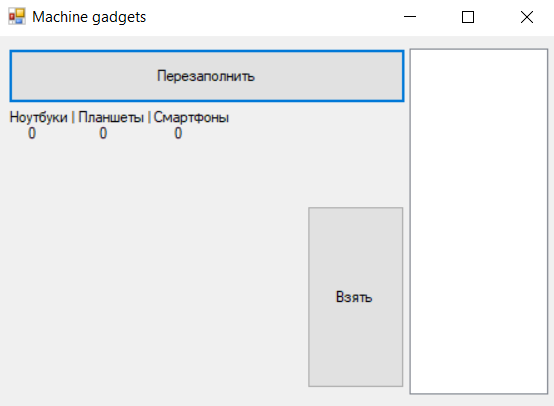 Machine gadgets
Перезаполнить
Ноутбуки | Планшеты | Смартфоны
0 0 0
Взять